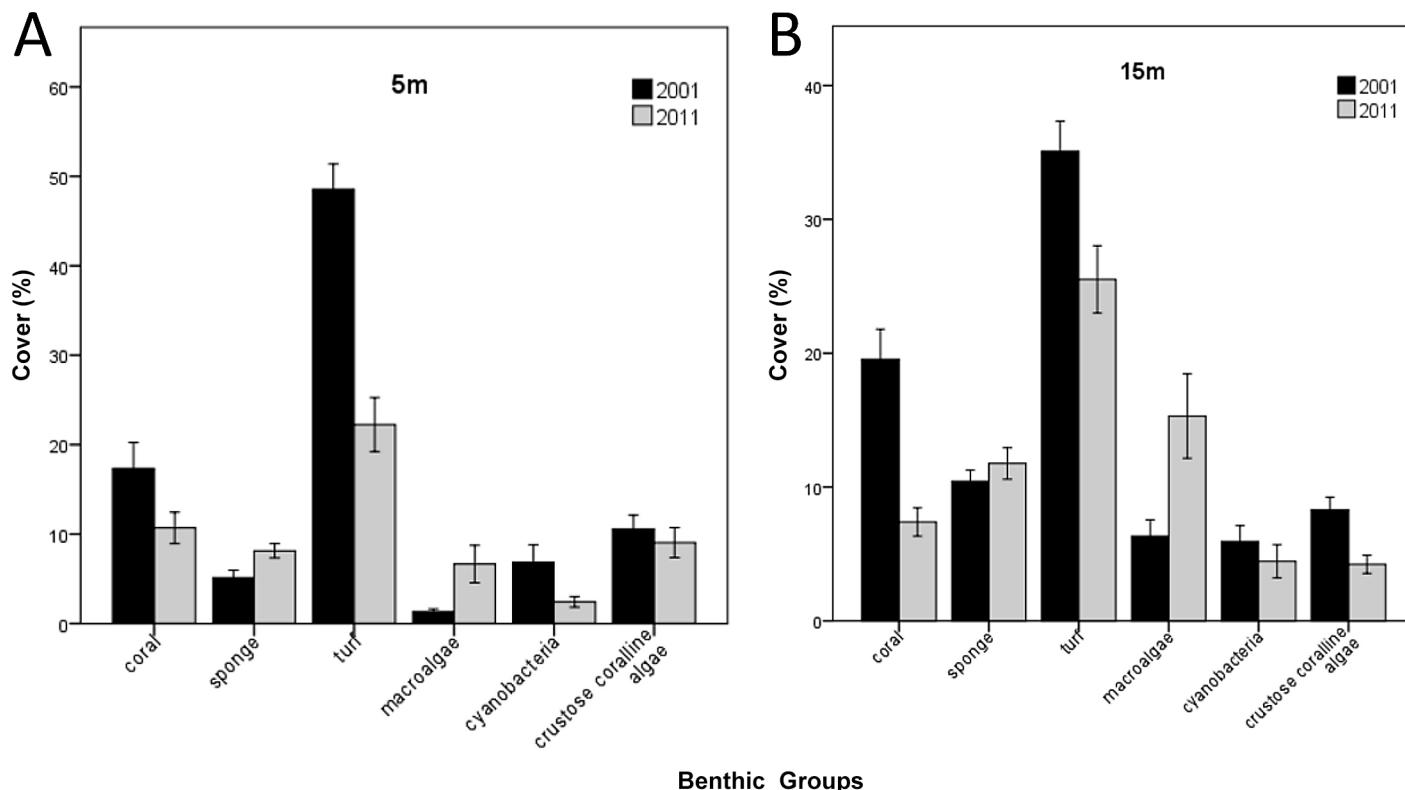 A
5m
2001
2011
60
50
40
30
20
10
0
Cover (%)
coral
sponge
turf
macroalgae
cyanobacteria
crustose coralline
algae
B
15m
2001
2011
40
30
20
10
0
Cover (%)
coral
sponge
turf
macroalgae
cyanobacteria
crustose coralline
algae
Benthic Groups